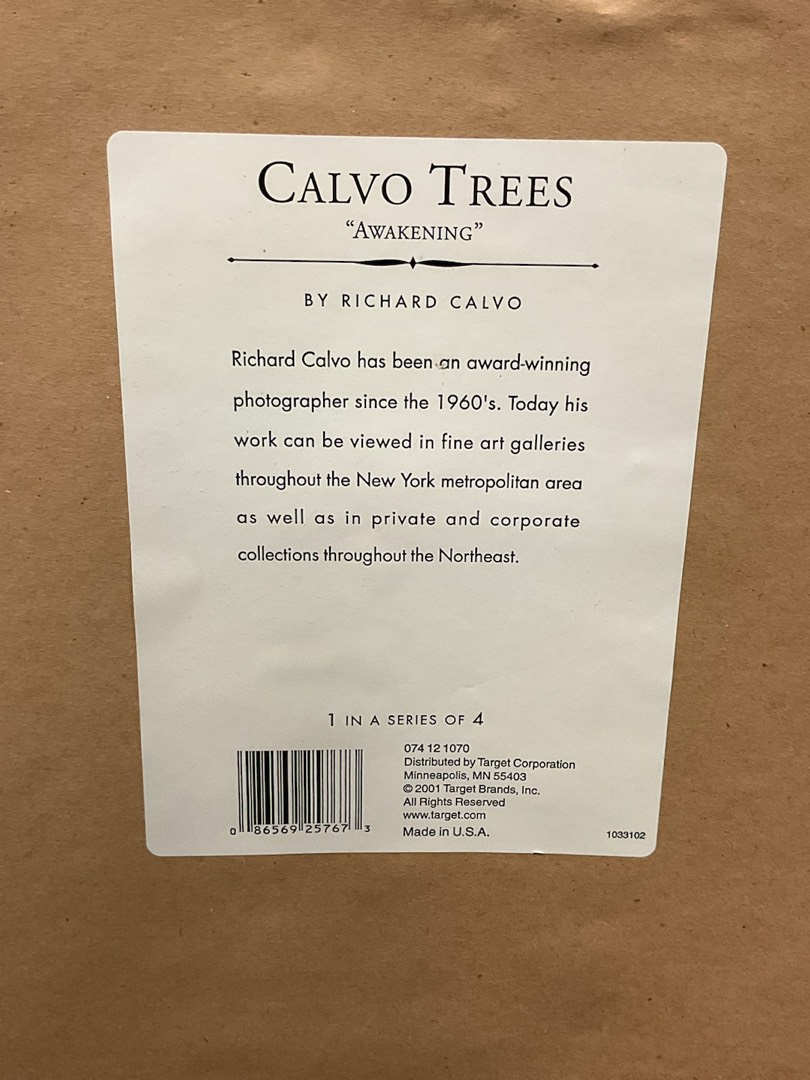 CALVO TREES
“AWAKENING”
BY RICHARD CALVO
Richard Calvo has been an award-winning
photographer since the 1960's. Today his
work can be viewed in fine art galleries
throughout the New York metropolitan area
as well as in private and corporate
collections throughout the Northeast.
1 IN A SERIES OF 4
074 12 1070
Distributed by Target Corporation
Minneapolis, MN 55403
© 2001 Target Brands, Inc.
All Rights Reserved
www.target.com
Made in U.S.A.
0 86569 25767 3
1033102